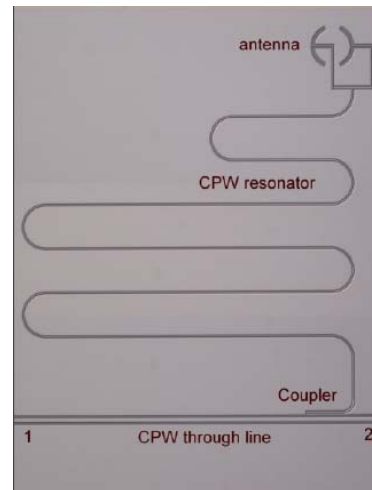 antenna
CPW resonator
Coupler
1 CPW through line 2